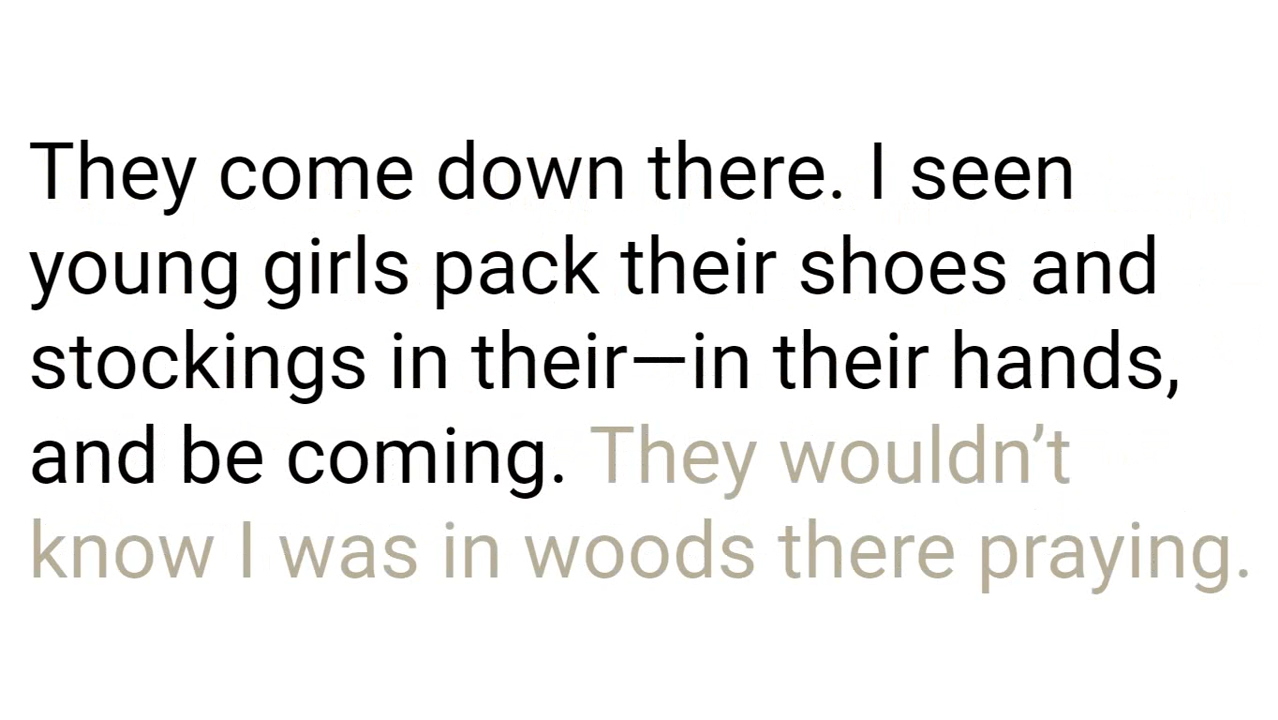 They come down there. I seen
young girls pack their shoes and
stockings in their—in their hands,
and be coming. They wouldn’t
know I was in woods there praying.